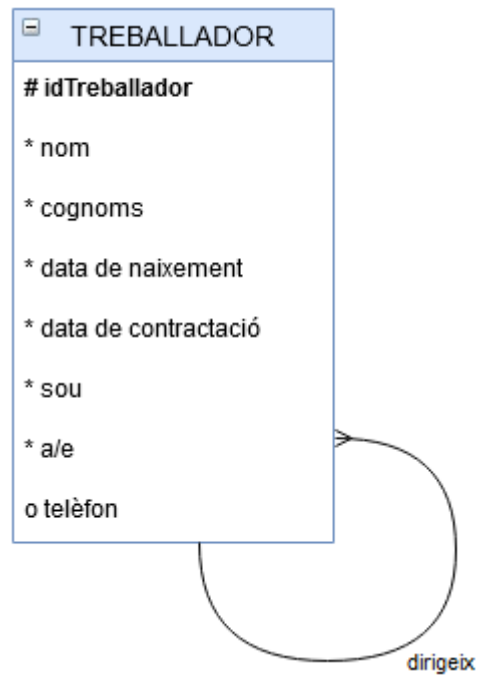 TREBALLADOR
# idTreballador
* nom
* cognoms
* data de naixement
* data de contractació
* sou
* a/e
o telèfon
dirigeix